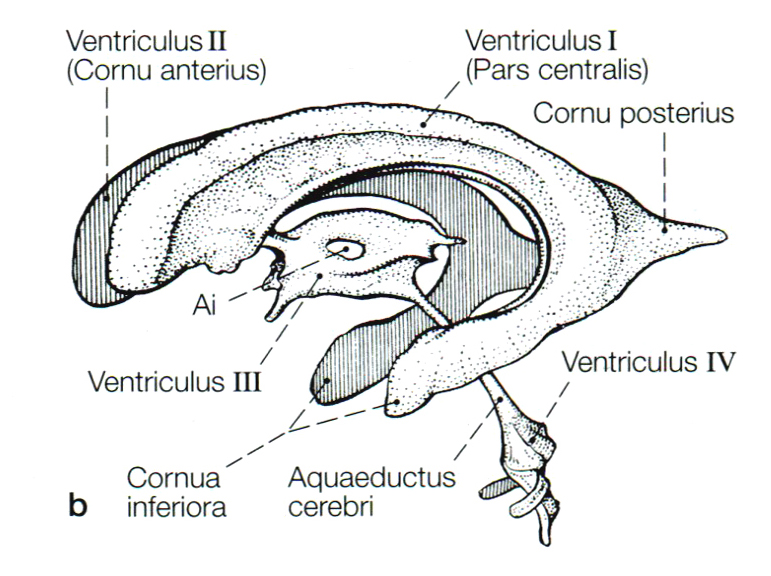 Ventriculus II
(Cornu anterius)
Ventriculus I
(Pars centralis)
Cornu posterius
Ai
Ventriculus III
Ventriculus IV
Cornua
inferiora
Aquaeductus
cerebri
b